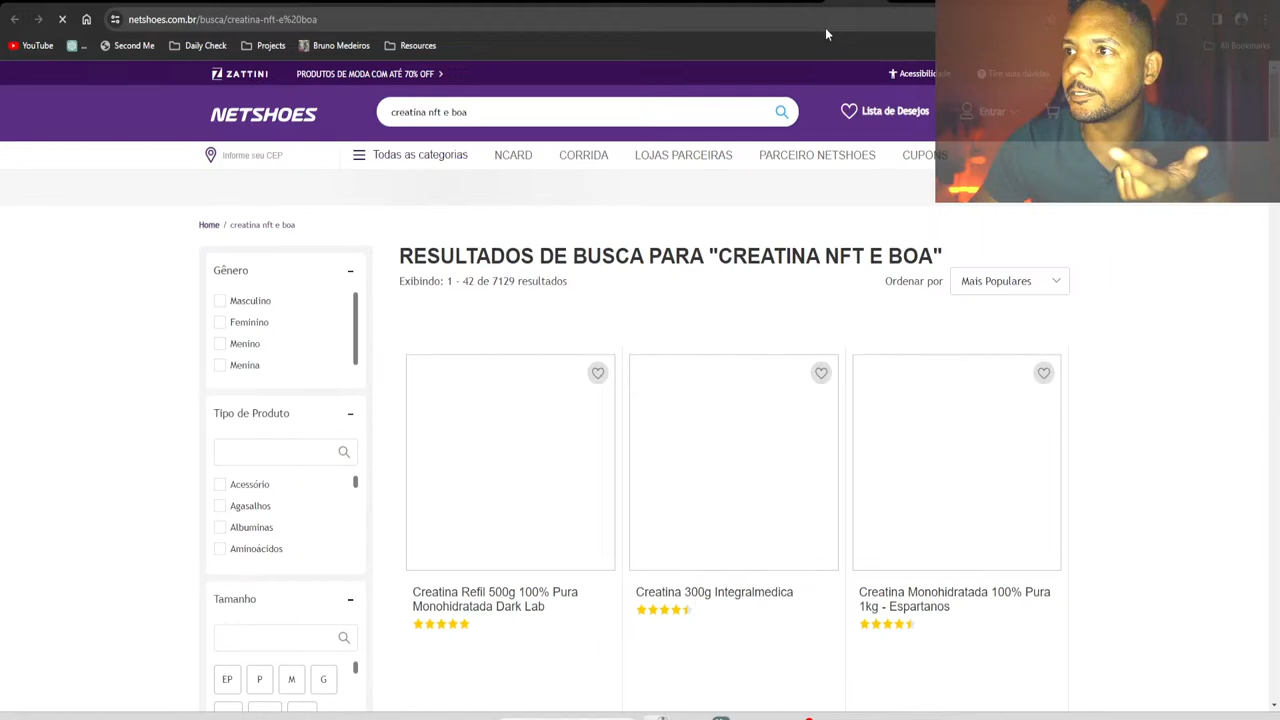 netshoes.com.br/busca/creatina-nft-e%20boa
YouTube
Second Me
Daily Check
Projects
Bruno Medeiros
Resources
All Bookmarks
ZATTINI
PRODUTOS DE MODA COM ATÉ 70% OFF
Acessibilidade
Tire suas dúvidas
NETSHOES
creatina nft e boa
Lista de Desejos
Entrar
Informe seu CEP
Todas as categorias
NCARD
CORRIDA
LOJAS PARCEIRAS
PARCEIRO NETSHOES
CUPONS
Home / creatina nft e boa
Gênero
Masculino
Feminino
Menino
Menina
Tipo de Produto
Acessório
Agasalhos
Albuminas
Aminoácidos
Tamanho
EP
P
M
G
RESULTADOS DE BUSCA PARA "CREATINA NFT E BOA"
Exibindo: 1 - 42 de 7129 resultados
Ordenar por
Mais Populares
Creatina Refil 500g 100% Pura
Monohidratada Dark Lab
Creatina 300g Integralmedica
Creatina Monohidratada 100% Pura
1kg - Espartanos